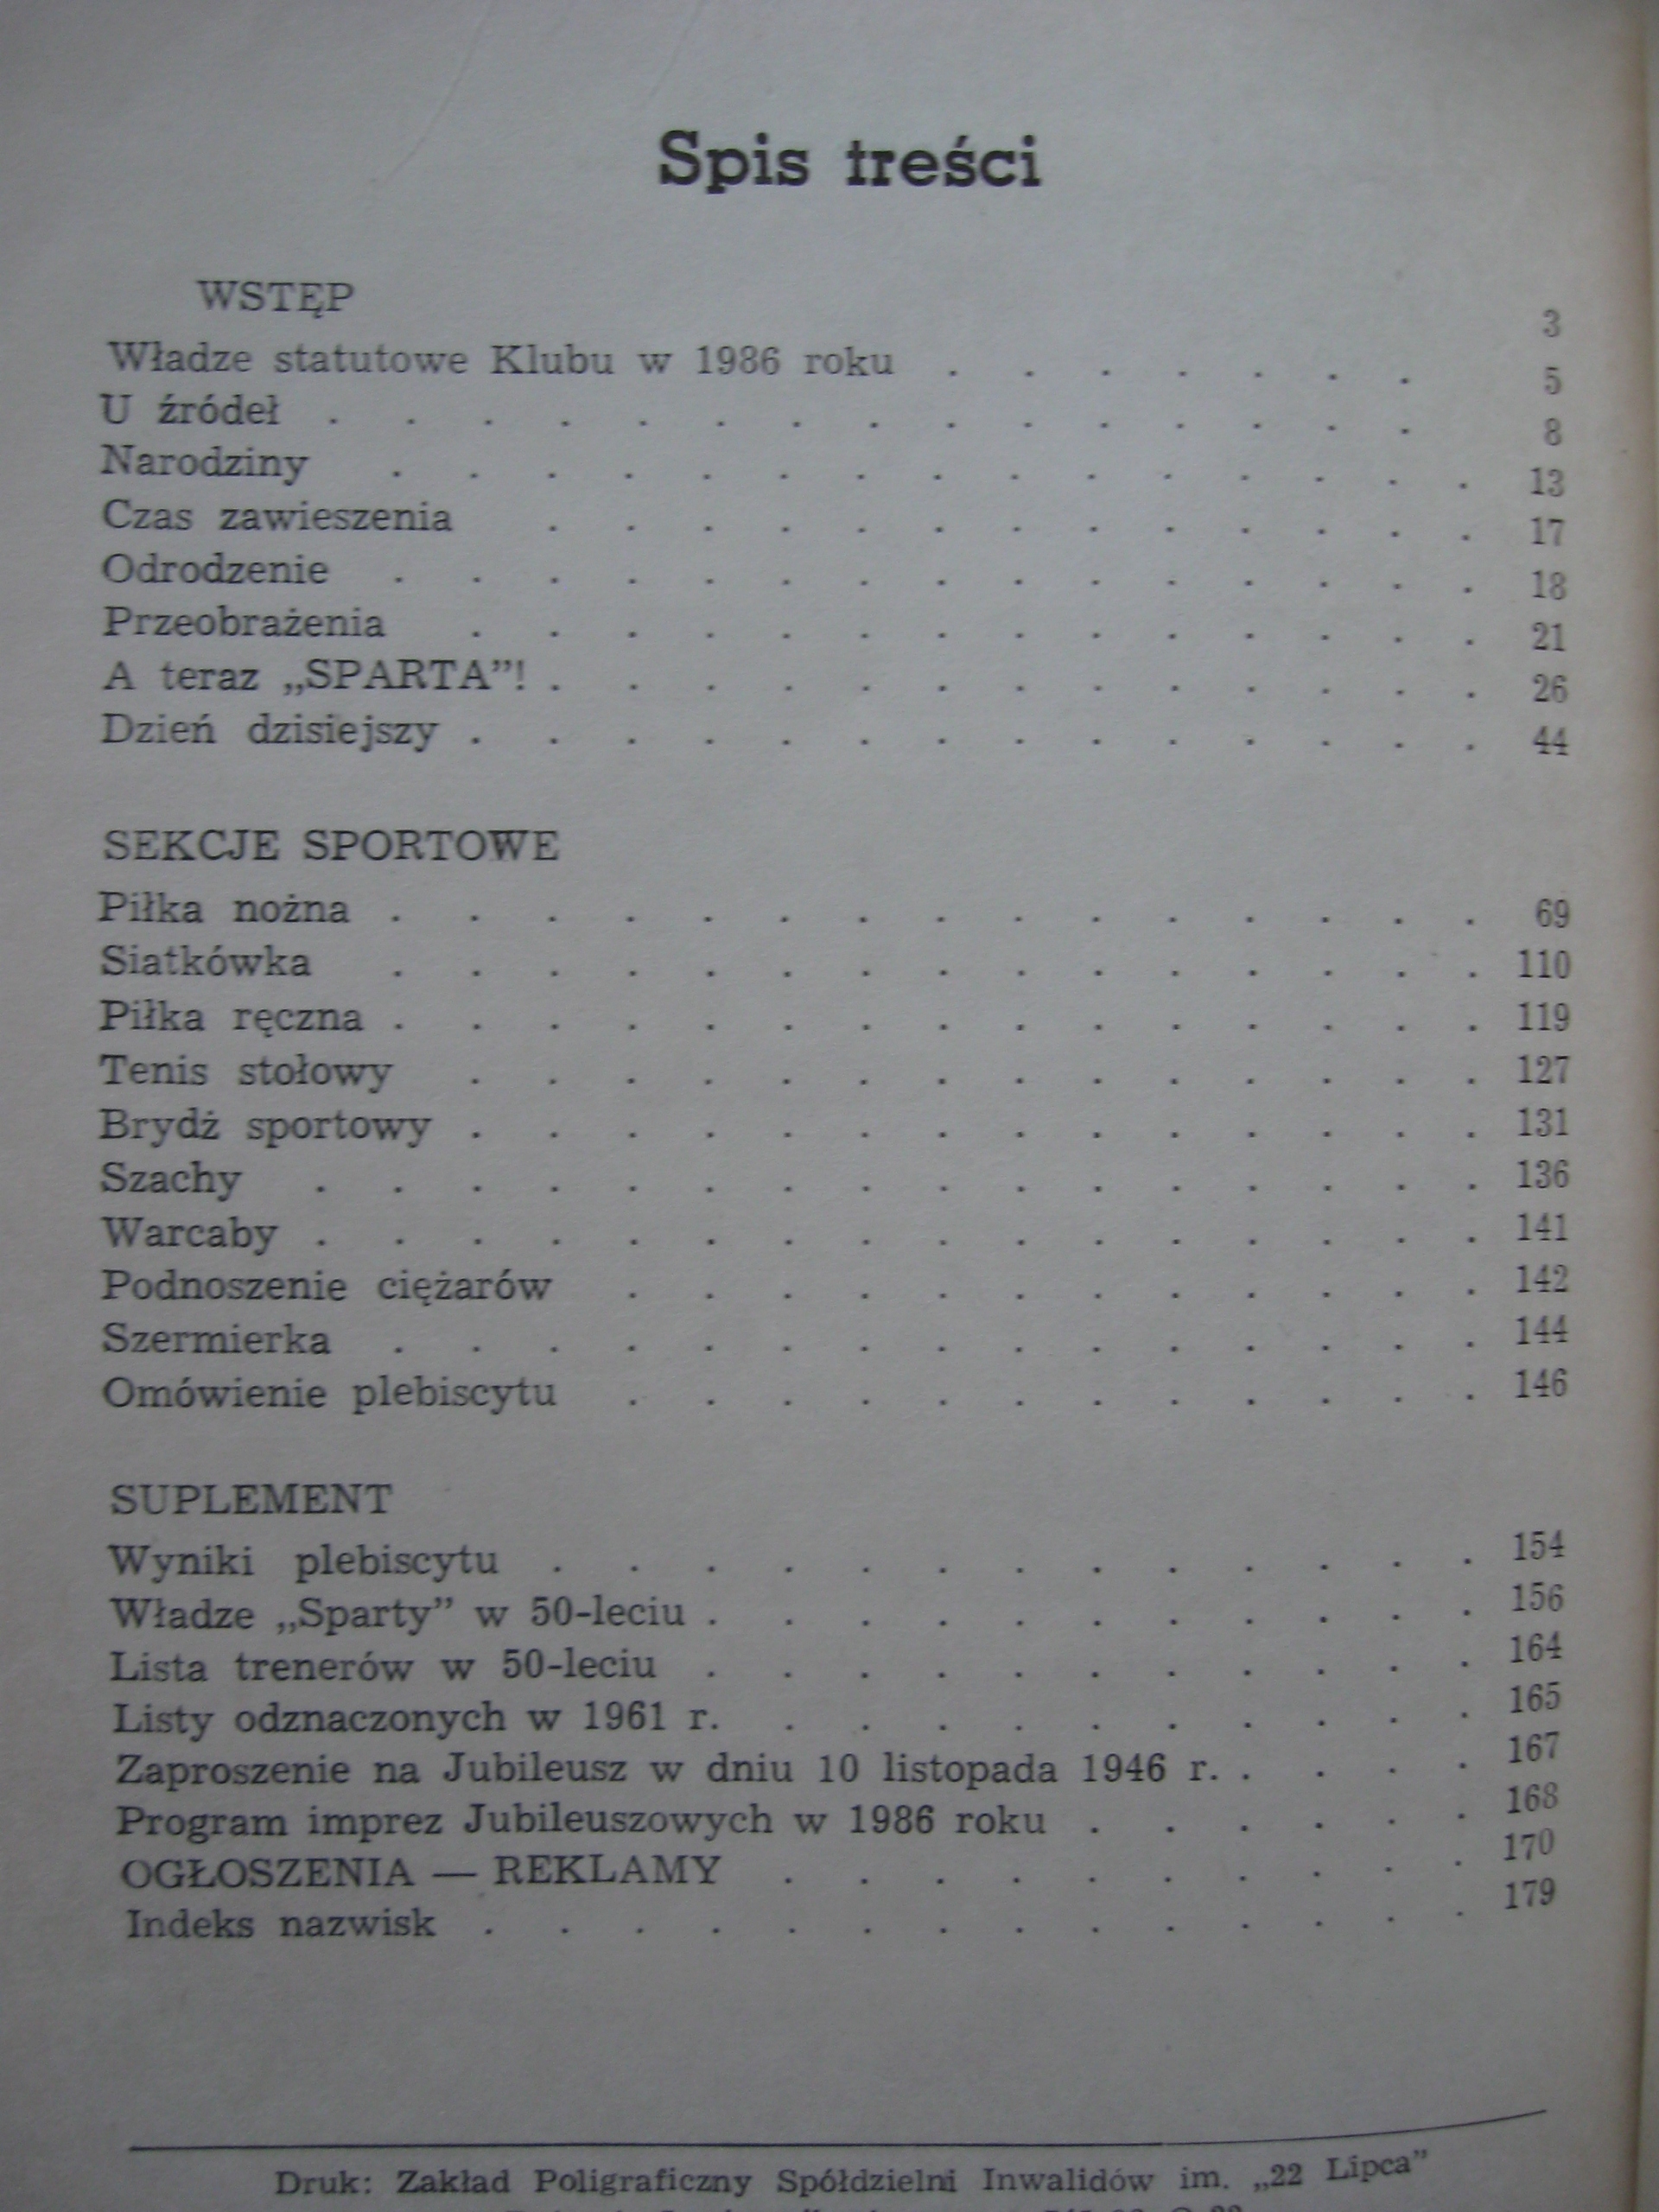 Spis treści
WSTĘP 3
Władze statutowe Klubu w 1986 roku . . . . . . . 5
U źródeł . . . . . . . . . . . . . . . 8
Narodziny . . . . . . . . . . . . . . . 13
Czas zawieszenia . . . . . . . . . . . . . 17
Odrodzenie . . . . . . . . . . . . . . . 18
Przeobrażenia . . . . . . . . . . . . . . 21
A teraz „SPARTA”! . . . . . . . . . . . . . 26
Dzień dzisiejszy . . . . . . . . . . . . . . 44
SEKCJE SPORTOWE
Piłka nożna . . . . . . . . . . . . . . . 69
Siatkówka . . . . . . . . . . . . . . . 110
Piłka ręczna . . . . . . . . . . . . . . . 119
Tenis stołowy . . . . . . . . . . . . . . 127
Brydż sportowy . . . . . . . . . . . . . . 131
Szachy . . . . . . . . . . . . . . . . 136
Warcaby . . . . . . . . . . . . . . . . 141
Podnoszenie ciężarów . . . . . . . . . . . . 142
Szermierka . . . . . . . . . . . . . . . 144
Omówienie plebiscytu . . . . . . . . . . . . 146
SUPLEMENT
Wyniki plebiscytu . . . . . . . . . . . . . 154
Władze „Sparty” w 50-leciu . . . . . . . . . . . 156
Lista trenerów w 50-leciu . . . . . . . . . . . 164
Listy odznaczonych w 1961 r. . . . . . . . . . . 165
Zaproszenie na Jubileusz w dniu 10 listopada 1946 r. . . . . 167
Program imprez Jubileuszowych w 1986 roku . . . . . . 168
OGŁOSZENIA — REKLAMY . . . . . . . . . . 170
Indeks nazwisk . . . . . . . . . . . . . . 179
Druk: Zakład Poligraficzny Spółdzielni Inwalidów im. „22 Lipca”